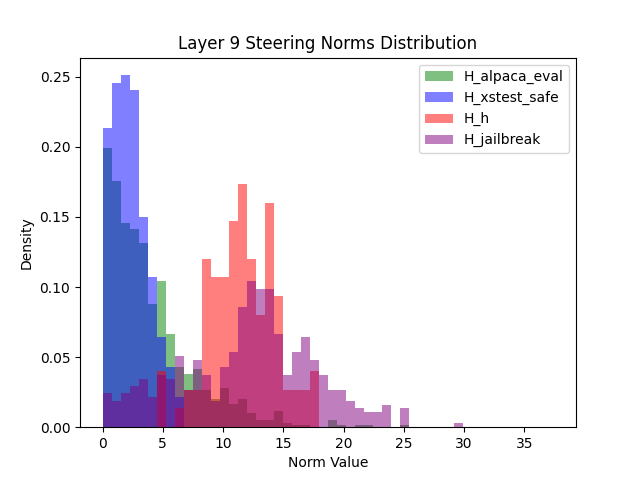 Layer 9 Steering Norms Distribution
H_alpaca_eval
H_xstest_safe
H_h
H_jailbreak
Density
0.25
0.20
0.15
0.10
0.05
0.00
0
5
10
15
20
25
30
35
Norm Value